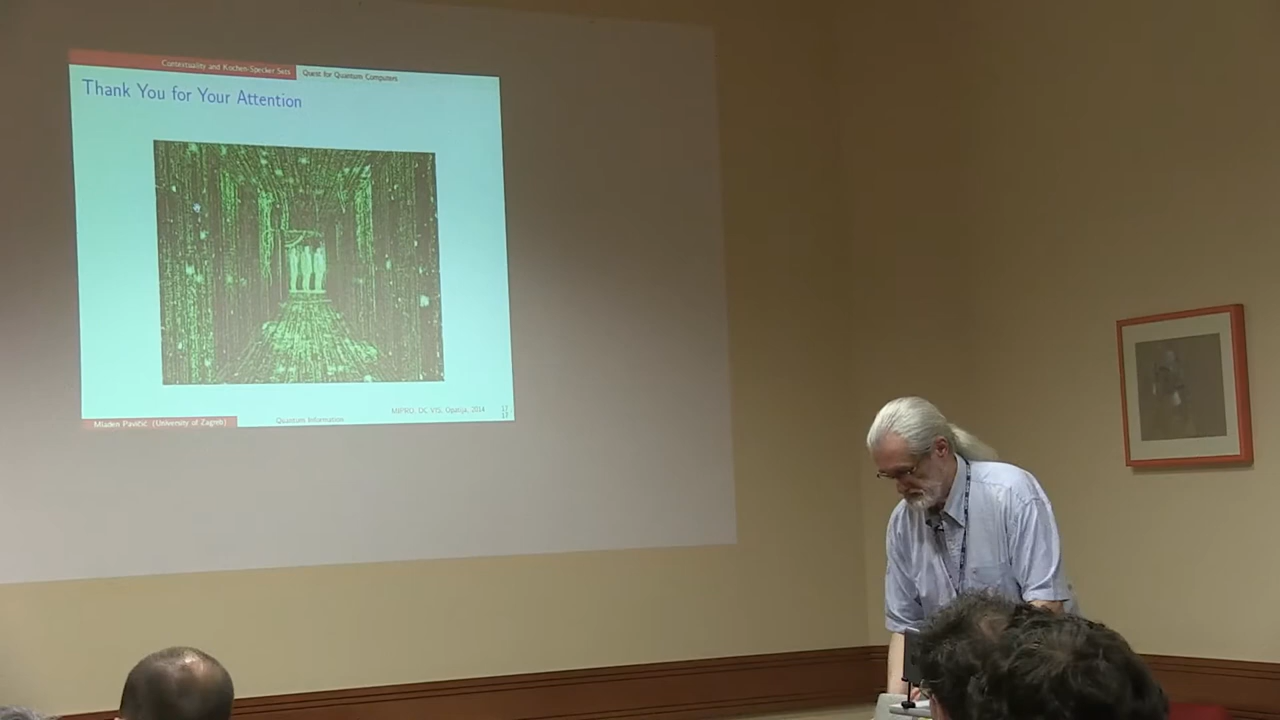 Contextuality and Kochen-Specker Sets
Quest for Quantum Computers
Thank You for Your Attention
Mladen Pavičić (University of Zagreb)
Quantum Information
MIPRO, DC VIS, Opatija, 2014